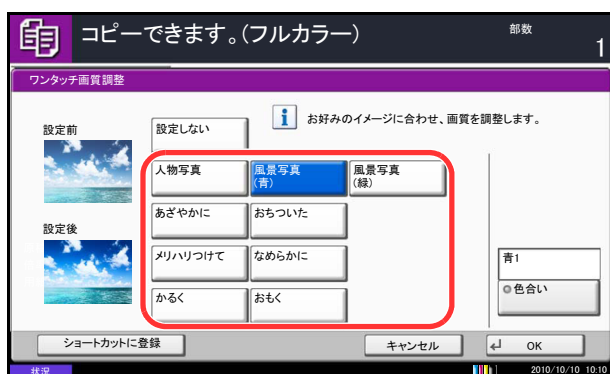 コピーできます。(フルカラー)
部数
1
ワンタッチ画質調整
お好みのイメージに合わせ、画質を調整します。
設定前
設定しない
人物写真
風景写真
(青)
風景写真
(緑)
あざやかに
おちついた
設定後
メリハリつけて
なめらかに
青1
かるく
おもく
色合い
ショートカットに登録
キャンセル
OK
状況
2010/10/10 10:10